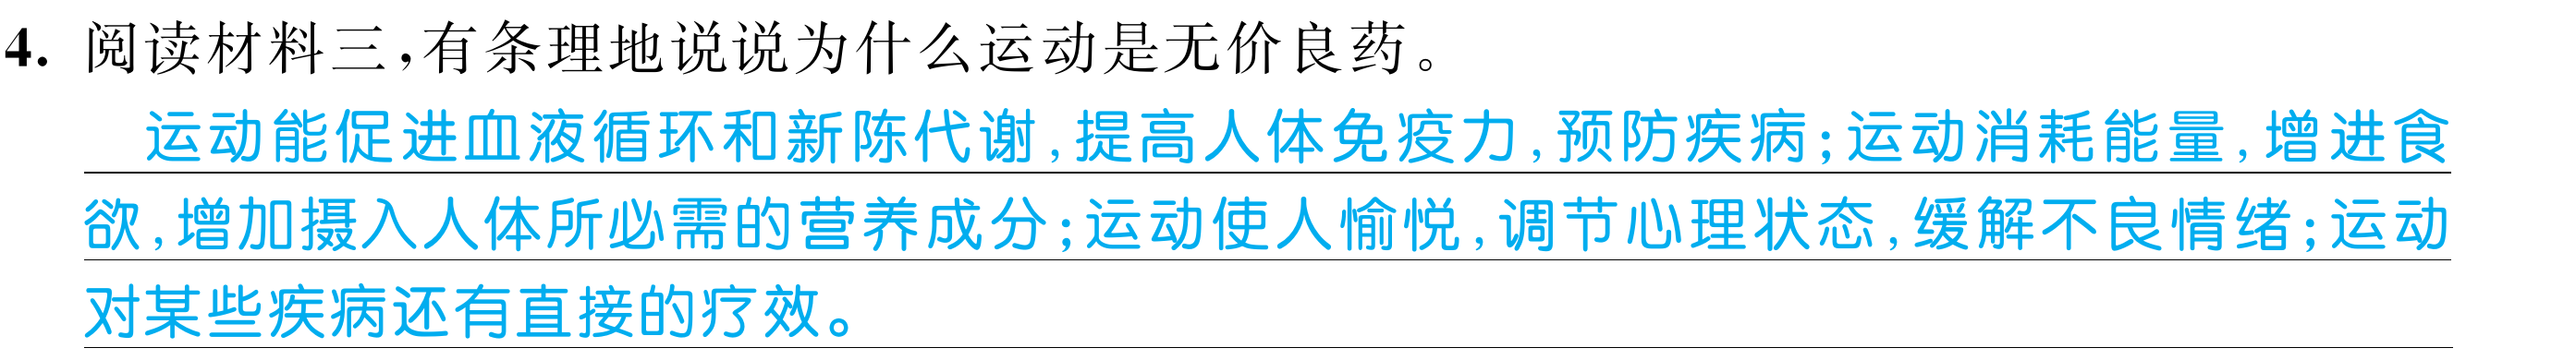 4. 阅读材料三,有条理地说说为什么运动是无价良药。
运动能促进血液循环和新陈代谢,提高人体免疫力,预防疾病;运动消耗能量,增进食
欲,增加摄入人体所必需的营养成分;运动使人愉悦,调节心理状态,缓解不良情绪;运动
对某些疾病还有直接的疗效。